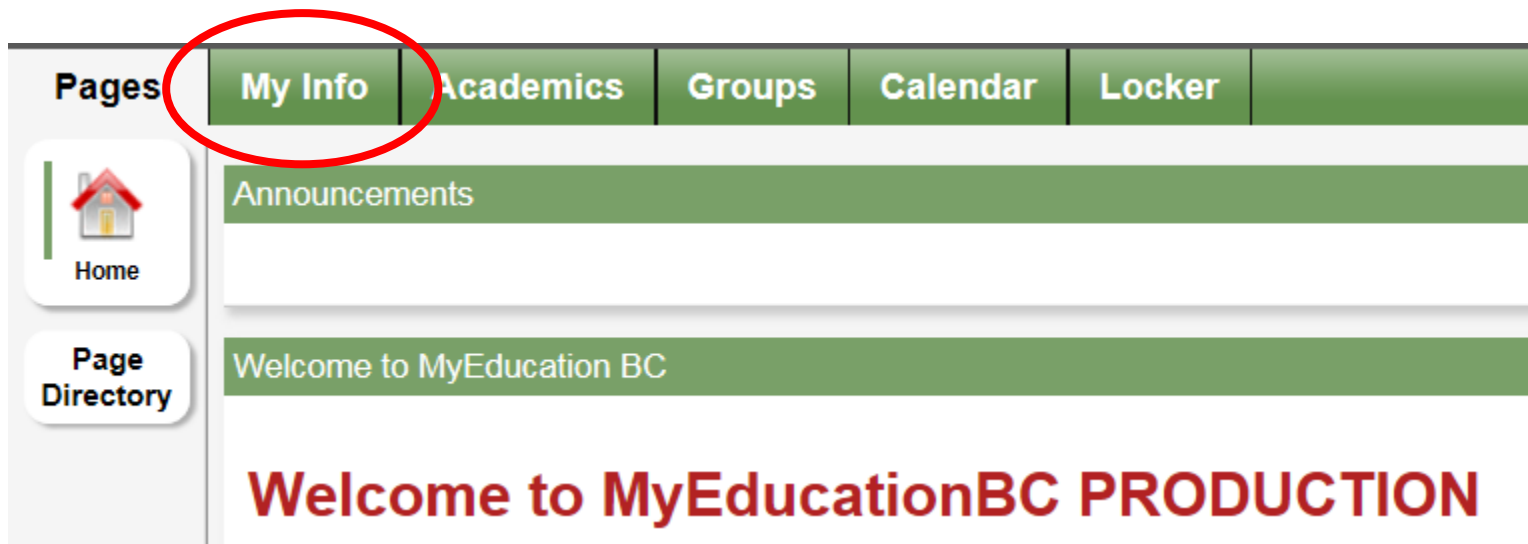 Pages My Info Academics Groups Calendar Locker
Announcements
Home
Welcome to MyEducation BC
Page
Directory
Welcome to MyEducationBC PRODUCTION